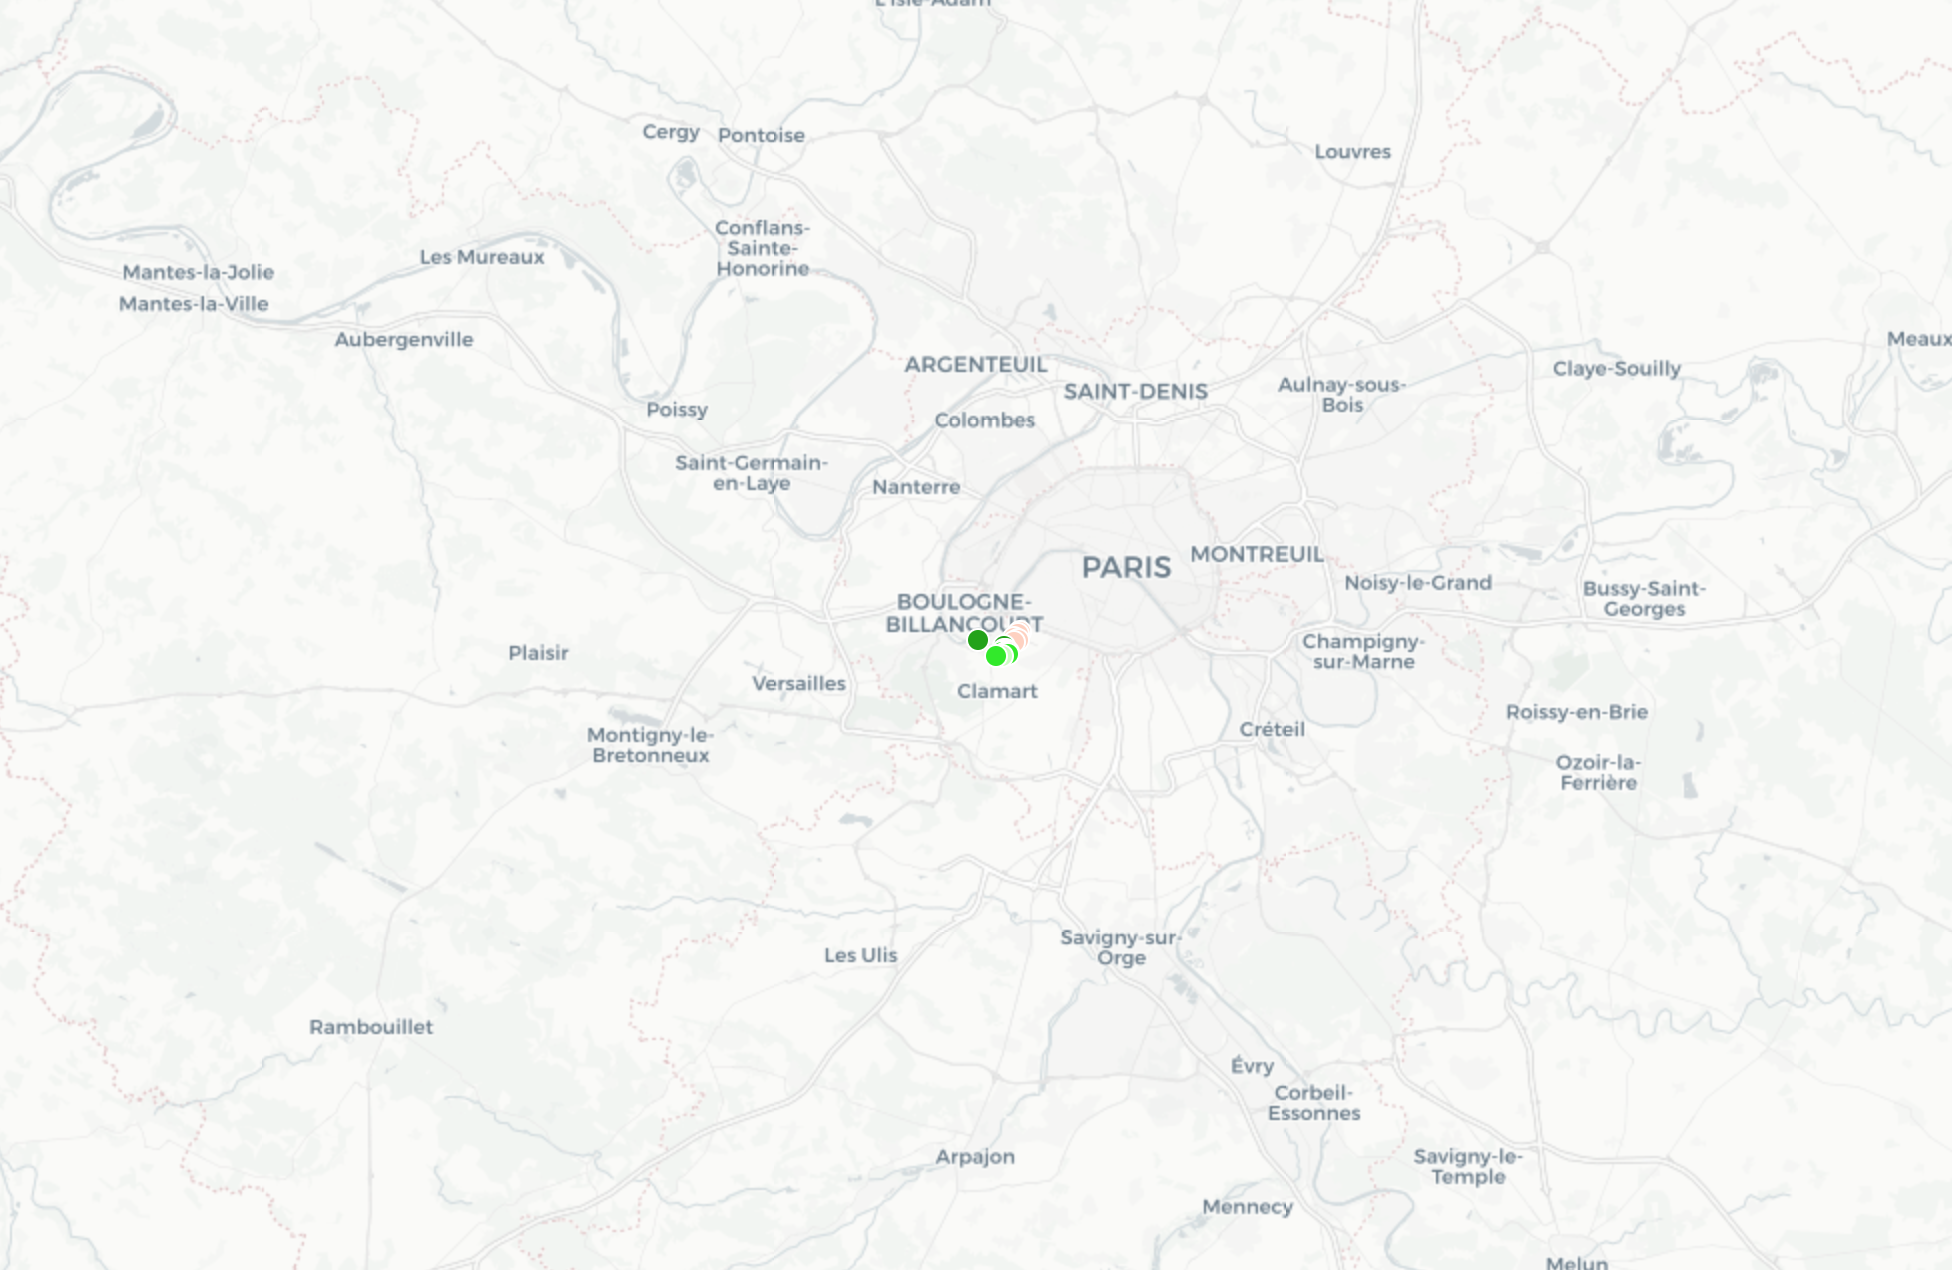 L'Isle-Adam
Cergy
Pontoise
Louvres
Conflans-
Sainte-
Honorine
Les Mureaux
Mantes-la-Jolie
Mantes-la-Ville
Aubergenville
Meaux
ARGENTEUIL
Claye-Souilly
SAINT-DENIS
Aulnay-sous-
Bois
Poissy
Colombes
Saint-Germain-
en-Laye
Nanterre
PARIS
MONTREUIL
Noisy-le-Grand
Bussy-Saint-
Georges
BOULOGNE-
BILLANCOURT
Plaisir
Champigny-
sur-Marne
Versailles
Clamart
Roissy-en-Brie
Créteil
Montigny-le-
Bretonneux
Ozoir-la-
Ferrière
Savigny-sur-
Orge
Les Ulis
Rambouillet
Évry
Corbeil-
Essonnes
Arpajon
Savigny-le-
Temple
Mennecy
Melun